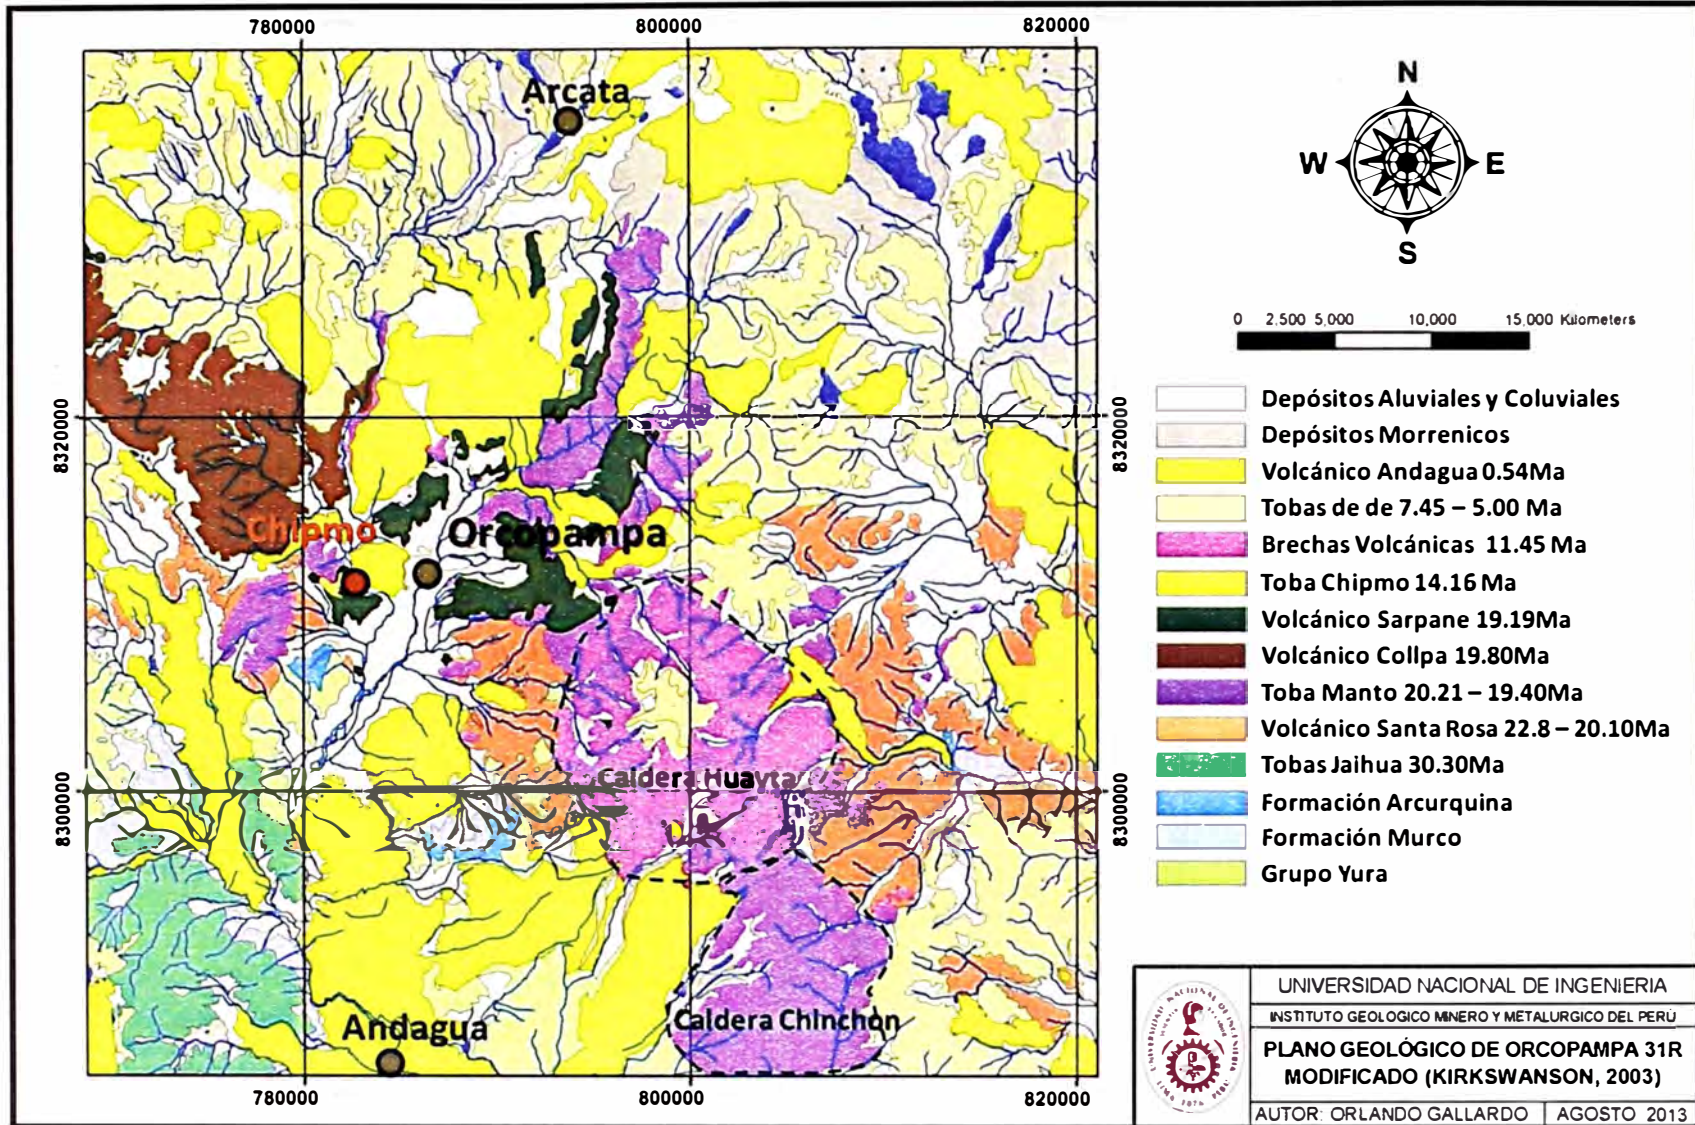 780000
800000
820000
Arcata
N
W
E
S
0 2,500 5,000 10,000 15,000 Kilometers
8320000
8320000
Depósitos Aluviales y Coluviales
Depósitos Morrenicos
Volcánico Andagua 0.54Ma
Tobas de de 7.45 – 5.00 Ma
Brechas Volcánicas 11.45 Ma
Toba Chipmo 14.16 Ma
Volcánico Sarpane 19.19Ma
Volcánico Collpa 19.80Ma
Toba Manto 20.21 – 19.40Ma
Volcánico Santa Rosa 22.8 – 20.10Ma
Tobas Jaihua 30.30Ma
Formación Arcurquina
Formación Murco
Grupo Yura
Chipmo
Orcopampa
Caldera Huayta
8300000
8300000
Caldera Chinchón
Andagua
780000
800000
820000
UNIVERSIDAD NACIONAL DE INGENIERIA
INSTITUTO GEOLOGICO MINERO Y METALURGICO DEL PERÚ
PLANO GEOLÓGICO DE ORCOPAMPA 31R
MODIFICADO (KIRKSWANSON, 2003)
AUTOR: ORLANDO GALLARDO
AGOSTO 2013